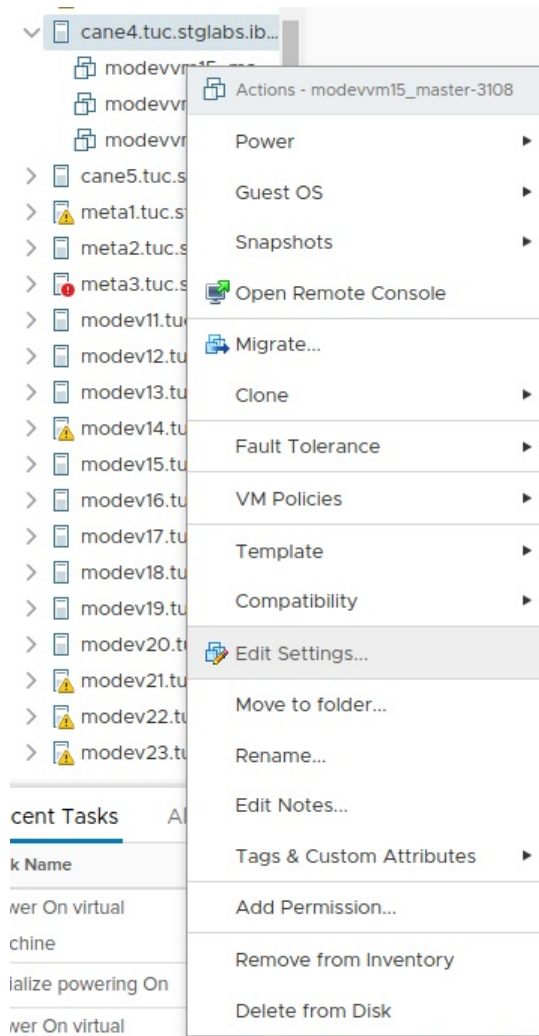 cane4.tuc.stglabs.ib...
modevvm15_ma
modevvr
modevvr
cane5.tuc.s
meta1.tuc.s
meta2.tuc.s
meta3.tuc.s
modev11.tu
modev12.tu
modev13.tu
modev14.tu
modev15.tu
modev16.tu
modev17.tu
modev18.tu
modev19.tu
modev20.t
modev21.tu
modev22.tu
modev23.tu
Actions - modevvm15_master-3108
Power
Guest OS
Snapshots
Open Remote Console
Migrate...
Clone
Fault Tolerance
VM Policies
Template
Compatibility
Edit Settings...
Move to folder...
Rename...
Edit Notes...
Tags & Custom Attributes
Add Permission...
Remove from Inventory
Delete from Disk
cent Tasks Al
k Name
wer On virtual
chine
ialize powering On
wer On virtual